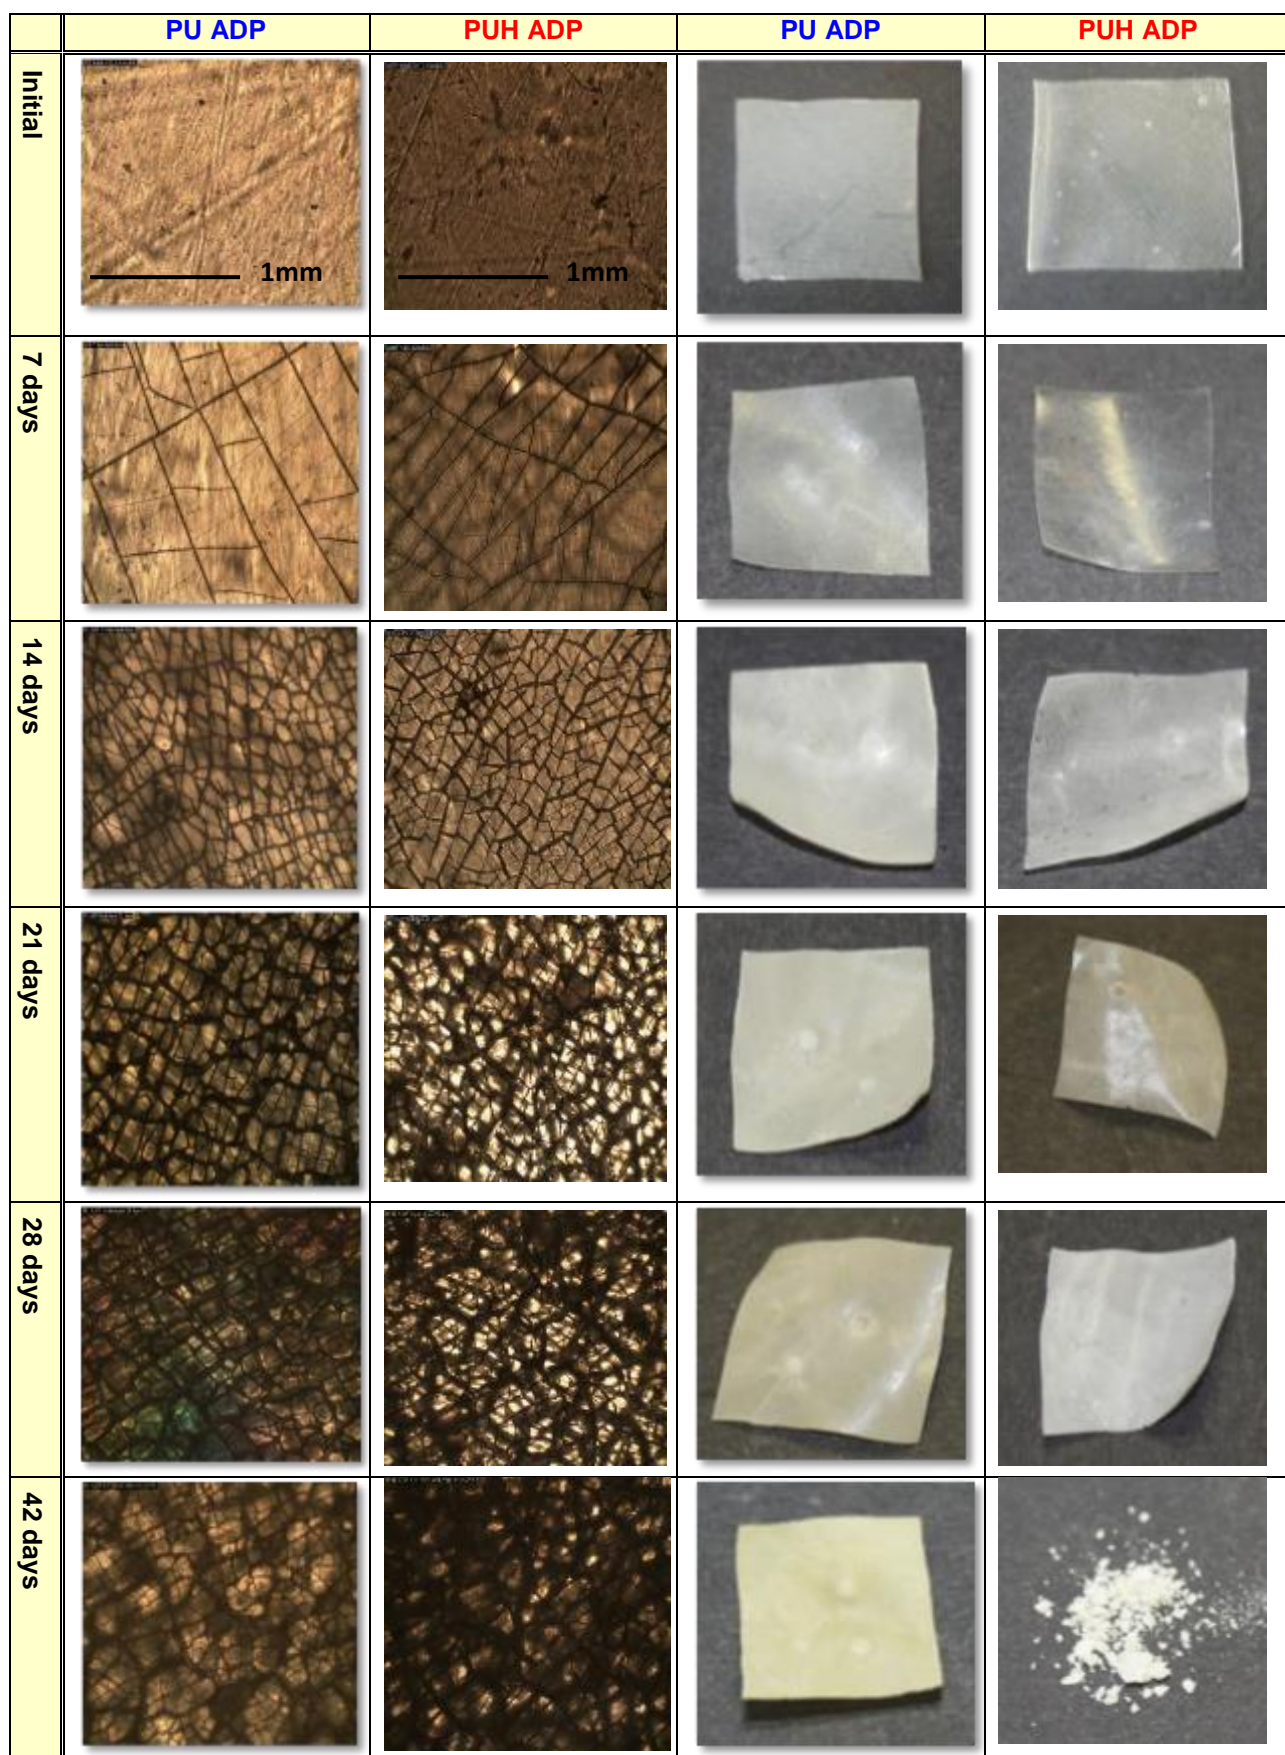 PU ADP PUH ADP PU ADP PUH ADP
Initial
1mm 1mm
7 days
14 days
21 days
28 days
42 days